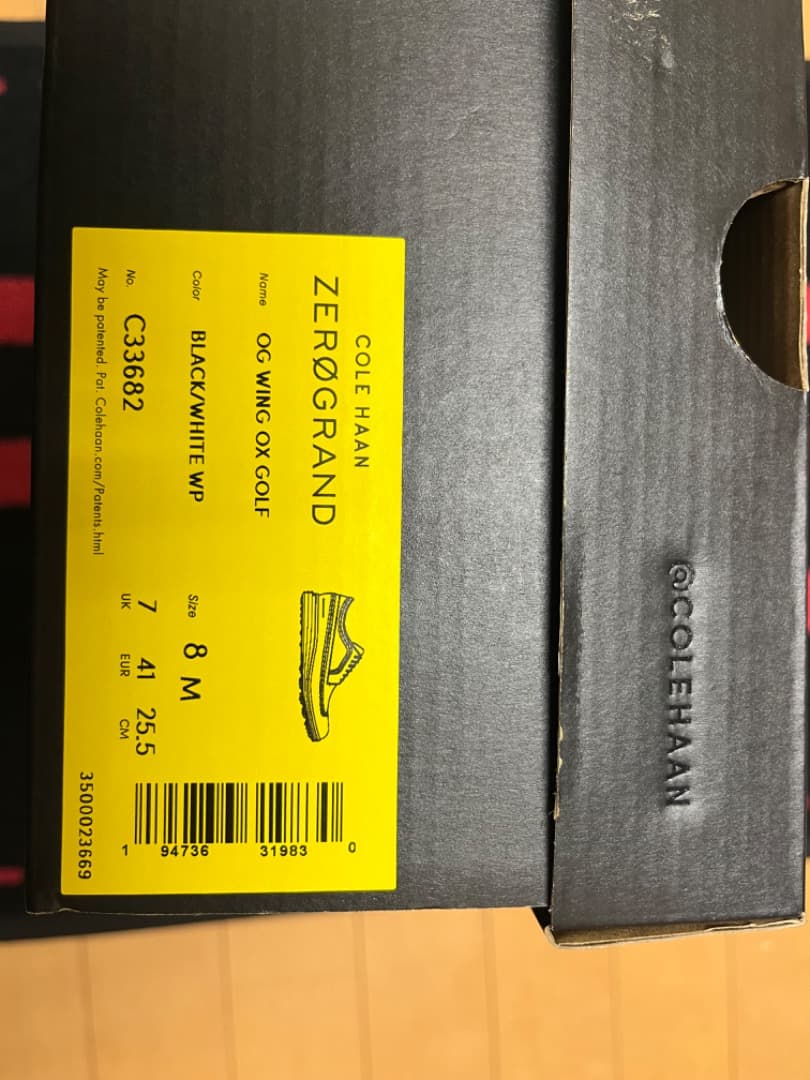 COLE HAAN
ZERØGRAND
Name OG WING OX GOLF
Color BLACK/WHITE WP
Size 8 M
No. C33682
7 41 25.5
UK EUR CM
May be patented. Pat. Colehaan.com/Patents.html
1 94736 31983 0
3500023669
@COLEHAAN